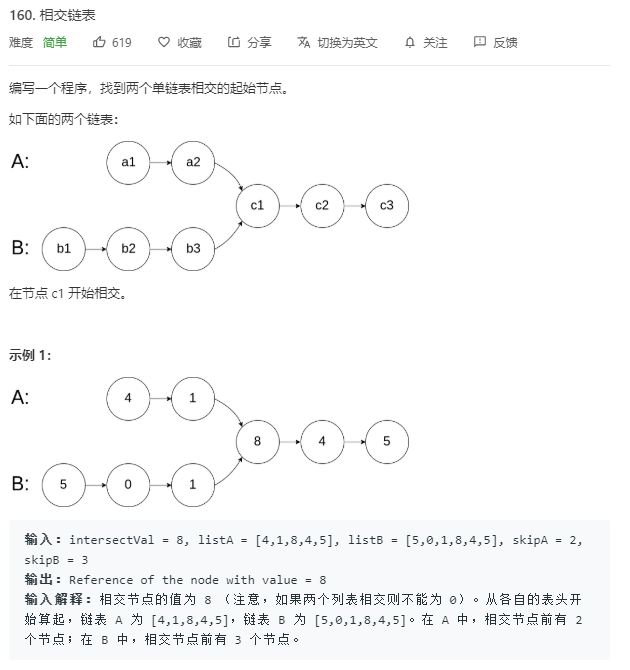 160. 相交链表
难度 简单 619 收藏 分享 切换为英文 关注 反馈
编写一个程序，找到两个单链表相交的起始节点。
如下面的两个链表：
A: a1 a2
c1 c2 c3
B: b1 b2 b3
在节点 c1 开始相交。
示例 1：
A: 4 1
8 4 5
B: 5 0 1
输入：intersectVal = 8, listA = [4,1,8,4,5], listB = [5,0,1,8,4,5], skipA = 2,
skipB = 3
输出：Reference of the node with value = 8
输入解释：相交节点的值为 8 （注意，如果两个列表相交则不能为 0）。从各自的表头开
始算起，链表 A 为 [4,1,8,4,5]，链表 B 为 [5,0,1,8,4,5]。在 A 中，相交节点前有 2
个节点；在 B 中，相交节点前有 3 个节点。